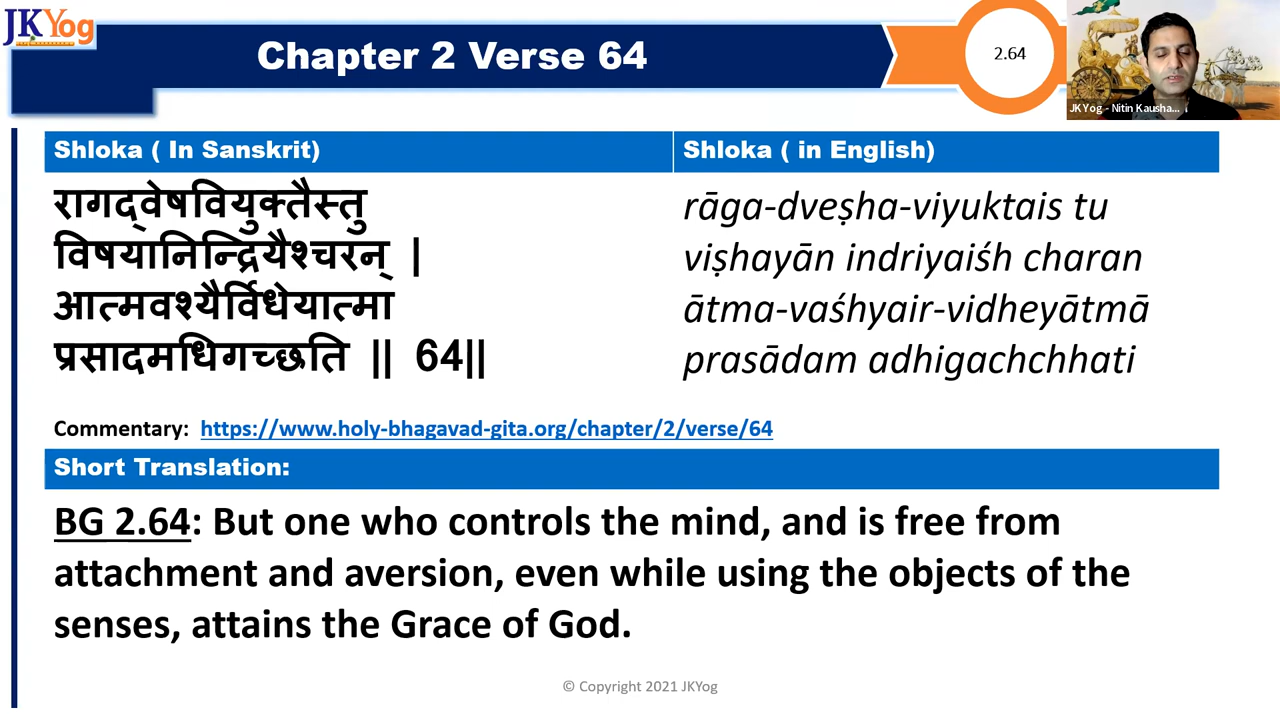 JKYog
Chapter 2 Verse 64
2.64
JKYog - Nitin Kausha...
Shloka ( In Sanskrit)
Shloka ( in English)
रागद्वेषवियुक्तैस्तु
विषयानिन्द्रियैश्चरन् |
आत्मवश्यैर्विधेयात्मा
प्रसादमधिगच्छति || 64||
rāga-dveṣha-viyuktais tu
viṣhayān indriyaiśh charan
ātma-vaśhyair-vidheyātmā
prasādam adhigachchhati
Commentary: https://www.holy-bhagavad-gita.org/chapter/2/verse/64
Short Translation:
BG 2.64: But one who controls the mind, and is free from
attachment and aversion, even while using the objects of the
senses, attains the Grace of God.
© Copyright 2021 JKYog